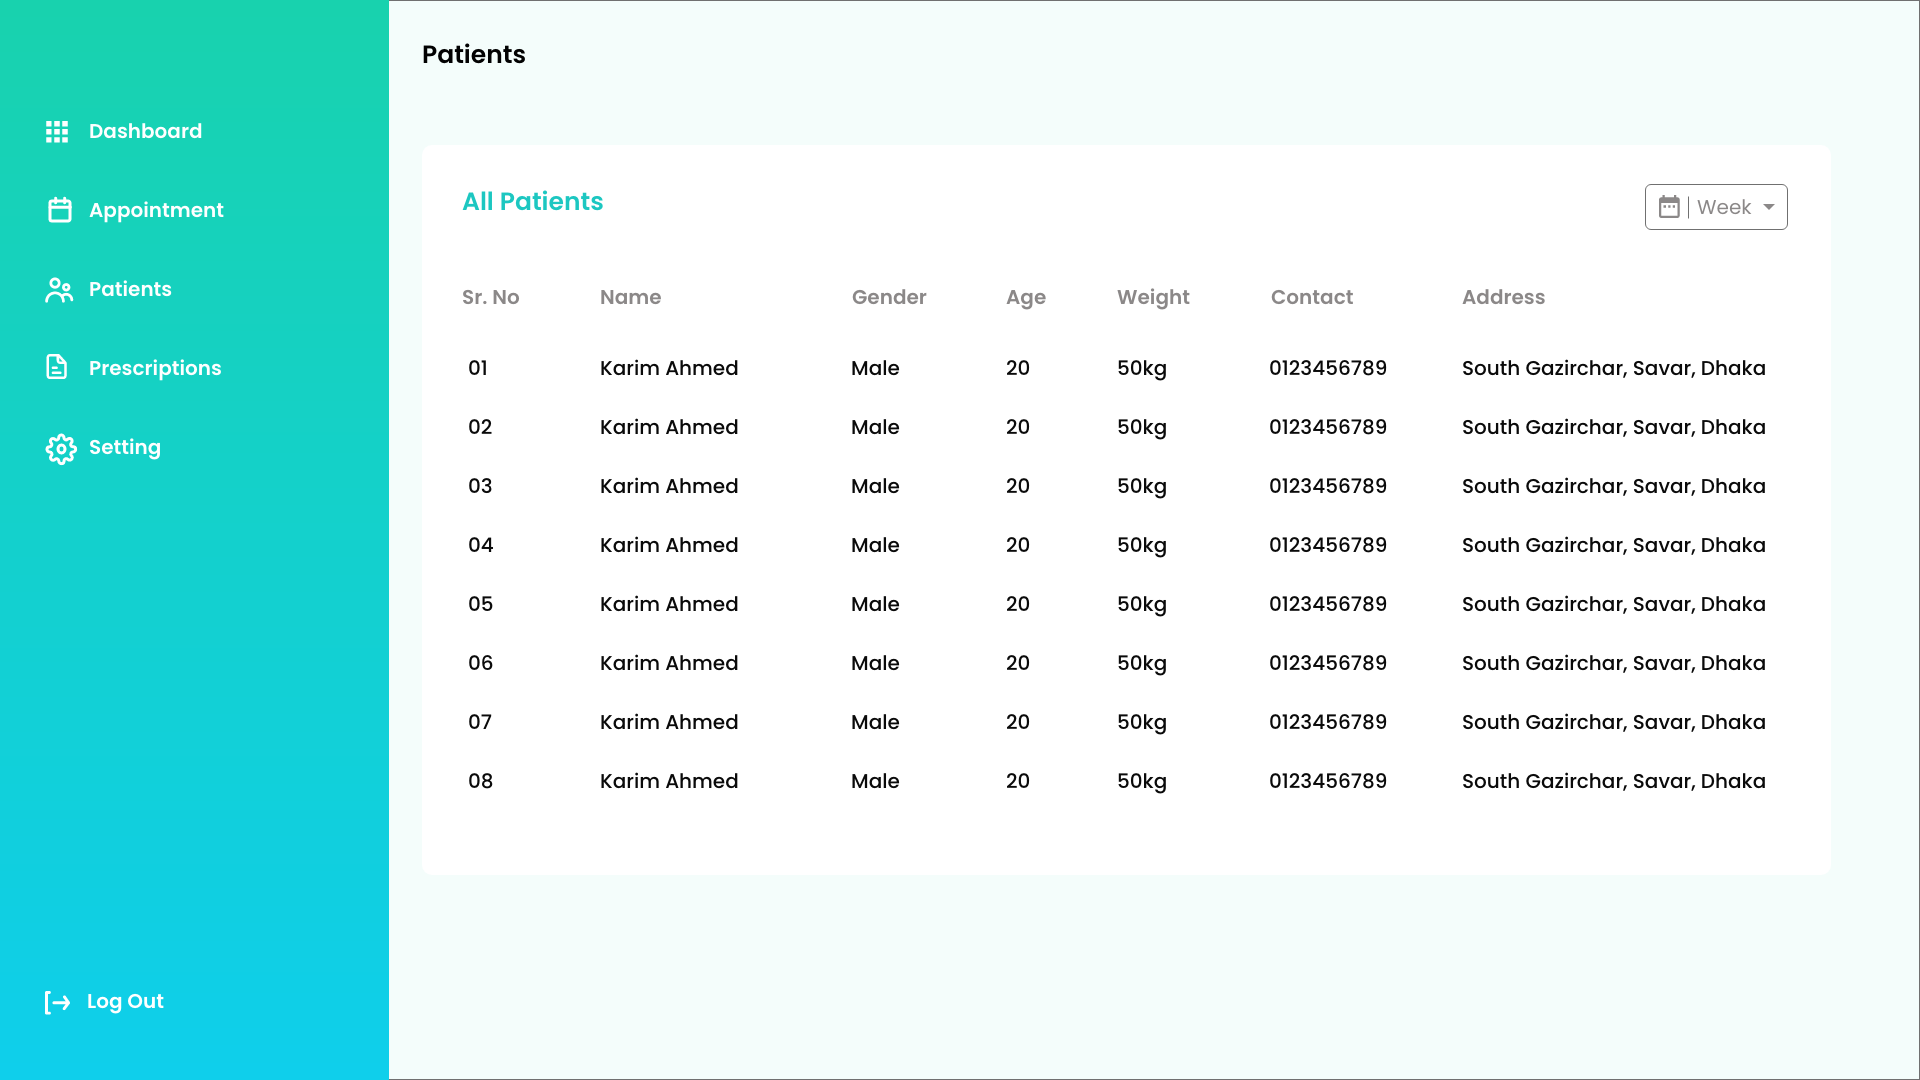 Dashboard
Appointment
Patients
Prescriptions
Setting
Log Out
Patients
All Patients
Week
Sr. No Name Gender Age Weight Contact Address
01 Karim Ahmed Male 20 50kg 0123456789 South Gazirchar, Savar, Dhaka
02 Karim Ahmed Male 20 50kg 0123456789 South Gazirchar, Savar, Dhaka
03 Karim Ahmed Male 20 50kg 0123456789 South Gazirchar, Savar, Dhaka
04 Karim Ahmed Male 20 50kg 0123456789 South Gazirchar, Savar, Dhaka
05 Karim Ahmed Male 20 50kg 0123456789 South Gazirchar, Savar, Dhaka
06 Karim Ahmed Male 20 50kg 0123456789 South Gazirchar, Savar, Dhaka
07 Karim Ahmed Male 20 50kg 0123456789 South Gazirchar, Savar, Dhaka
08 Karim Ahmed Male 20 50kg 0123456789 South Gazirchar, Savar, Dhaka